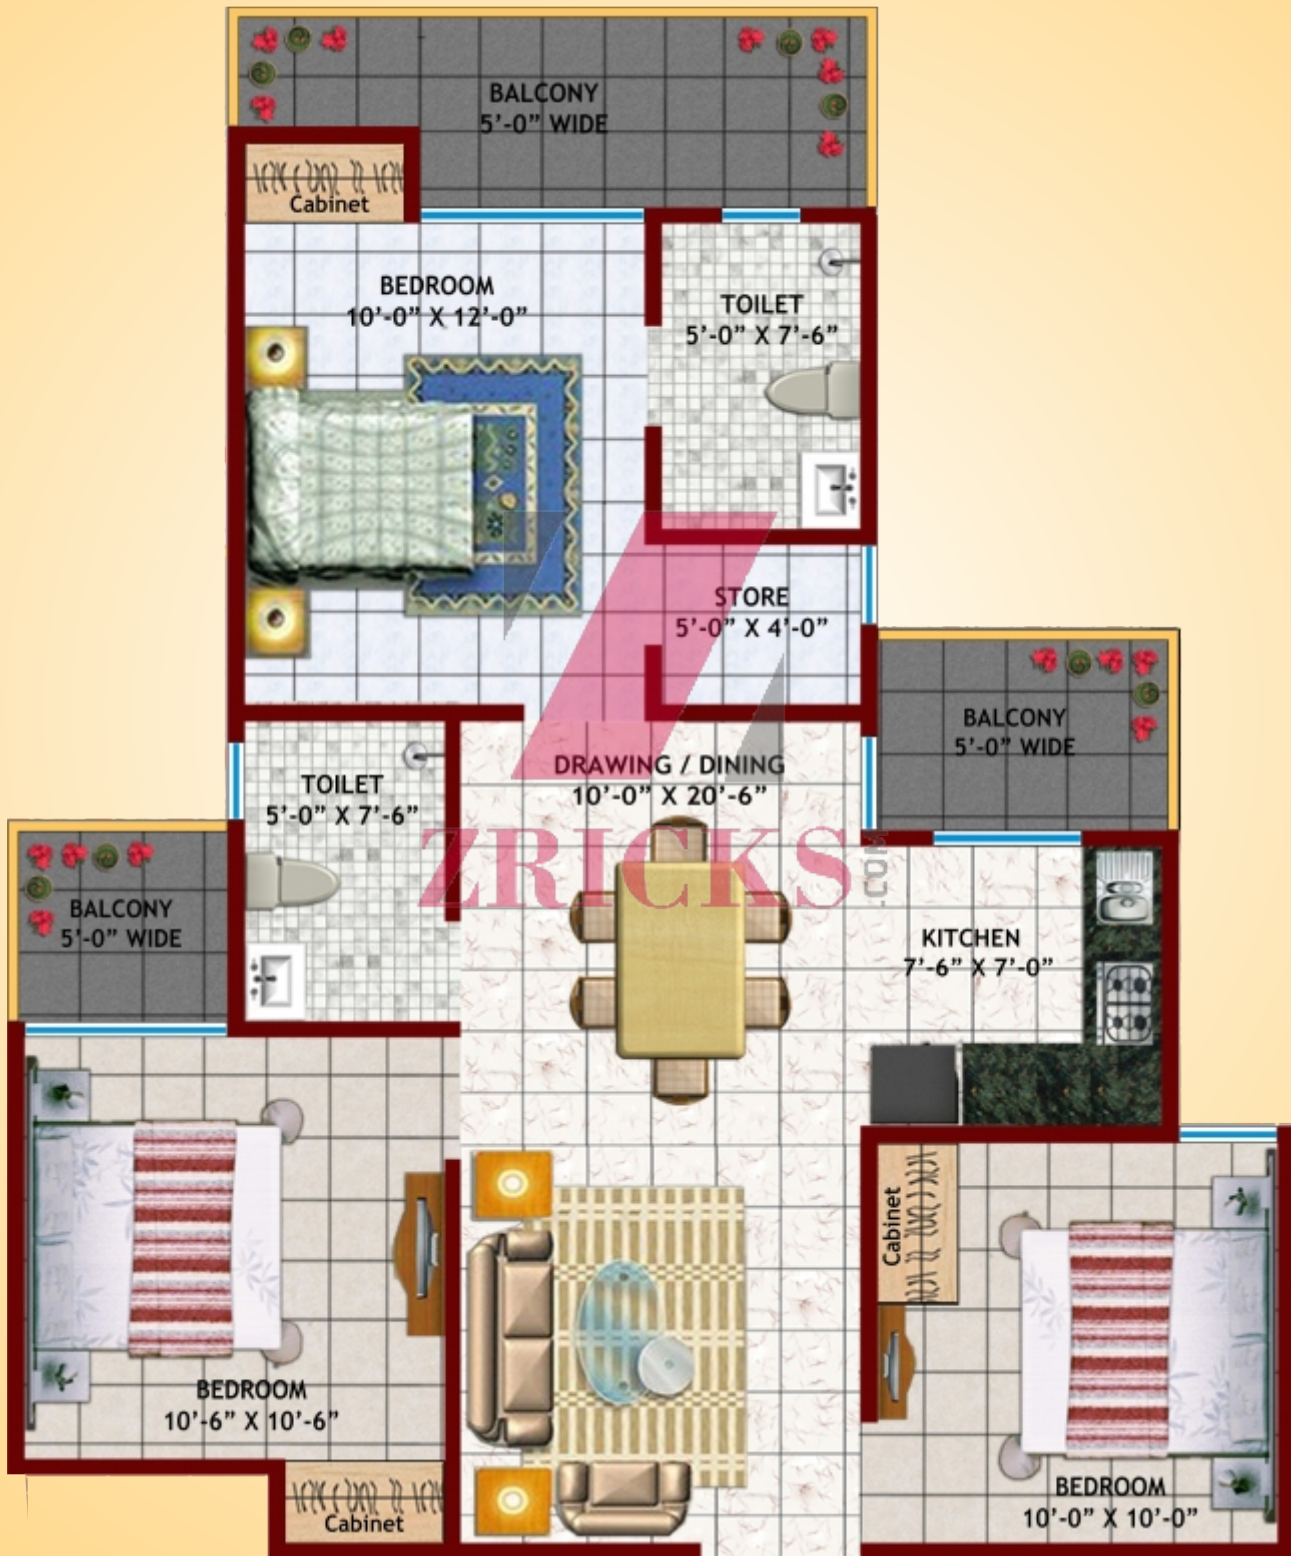 BALCONY
5'-0" WIDE
Cabinet
BEDROOM
10'-0" X 12'-0"
TOILET
5'-0" X 7'-6"
STORE
5'-0" X 4'-0"
BALCONY
5'-0" WIDE
DRAWING / DINING
10'-0" X 20'-6"
TOILET
5'-0" X 7'-6"
ZRICKS
.COM
BALCONY
5'-0" WIDE
KITCHEN
7'-6" X 7'-0"
Cabinet
BEDROOM
10'-6" X 10'-6"
Cabinet
BEDROOM
10'-0" X 10'-0"